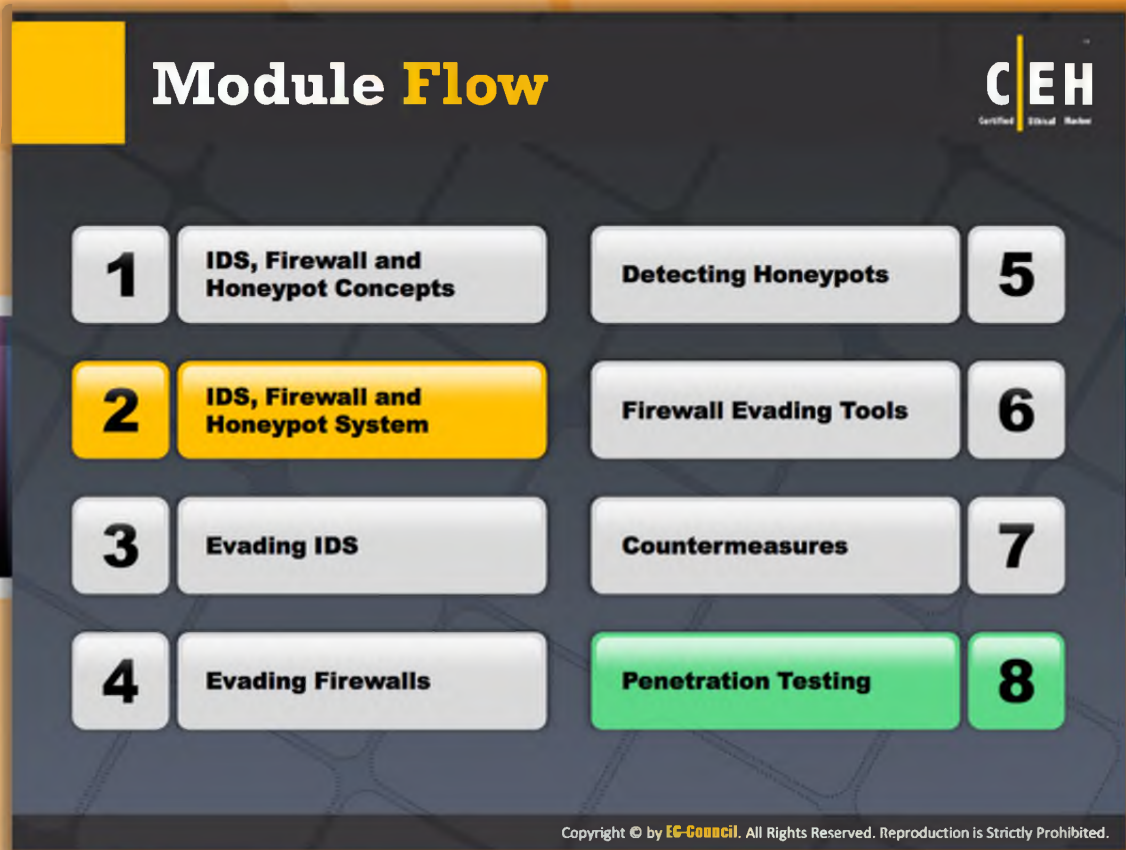 Module Flow
C|EH
Certified Ethical Hacker
1
IDS, Firewall and
Honeypot Concepts
2
IDS, Firewall and
Honeypot System
3
Evading IDS
4
Evading Firewalls
Detecting Honeypots
5
Firewall Evading Tools
6
Countermeasures
7
Penetration Testing
8
Copyright © by EC-Council. All Rights Reserved. Reproduction is Strictly Prohibited.